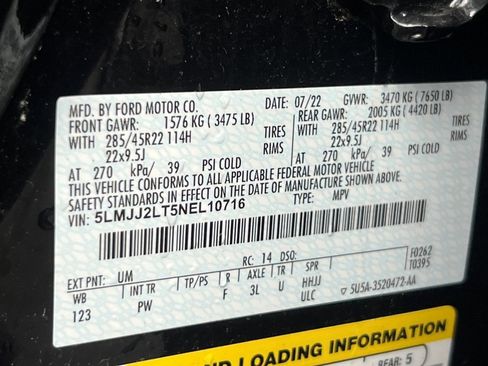 MFD. BY FORD MOTOR CO.
DATE: 07/22 GVWR: 3470 KG ( 7650 LB)
FRONT GAWR: 1576 KG ( 3475 LB) REAR GAWR: 2005 KG ( 4420 LB)
WITH 285/45R22 114H TIRES WITH 285/45R22 114H TIRES
22x9.5J RIMS 22x9.5J RIMS
AT 270 kPa/ 39 PSI COLD AT 270 kPa/ 39 PSI COLD
THIS VEHICLE CONFORMS TO ALL APPLICABLE FEDERAL MOTOR VEHICLE
SAFETY STANDARDS IN EFFECT ON THE DATE OF MANUFACTURE SHOWN ABOVE.
VIN: 5LMJJ2LT5NEL10716 TYPE: MPV
F0262
T0395
EXT PNT: UM RC: 14 DSO:
WB INT TR TP/PS R AXLE TR SPR
123 PW F 3L U HHJJ
ULC ▽ 5U5A-3520472-AA
ND LOADING INFORMATION
REAR: 5